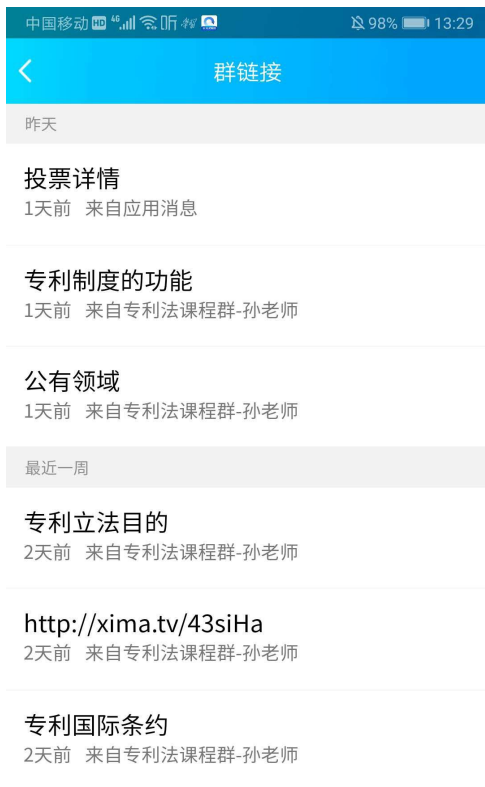 中国移动 HD 4G 听 98% 13:29
群链接
昨天
投票详情
1天前 来自应用消息
专利制度的功能
1天前 来自专利法课程群-孙老师
公有领域
1天前 来自专利法课程群-孙老师
最近一周
专利立法目的
2天前 来自专利法课程群-孙老师
http://xima.tv/43siHa
2天前 来自专利法课程群-孙老师
专利国际条约
2天前 来自专利法课程群-孙老师